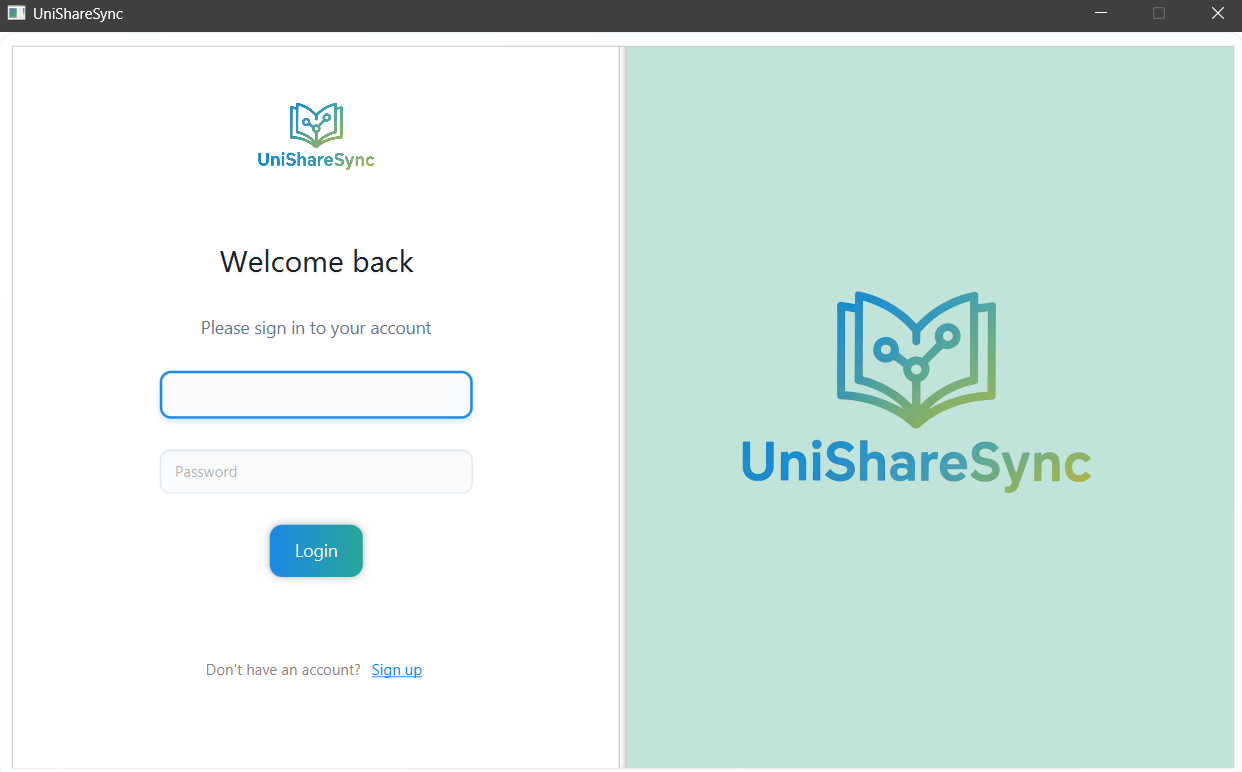 UniShareSync
UniShareSync
Welcome back
Please sign in to your account
Password
Login
Don't have an account? Sign up
UniShareSync